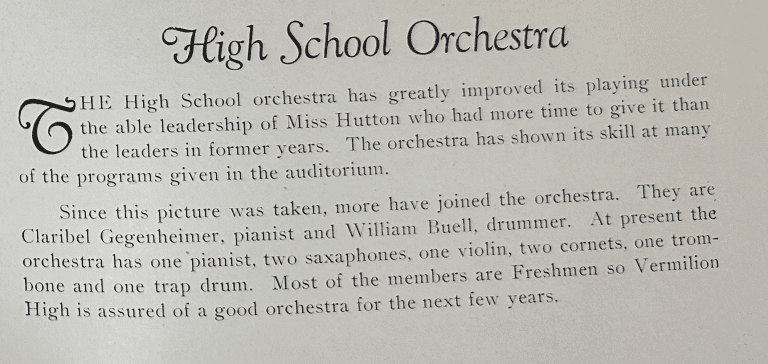 High School Orchestra
THE High School orchestra has greatly improved its playing under
the able leadership of Miss Hutton who had more time to give it than
the leaders in former years. The orchestra has shown its skill at many
of the programs given in the auditorium.
Since this picture was taken, more have joined the orchestra. They are
Claribel Gegenheimer, pianist and William Buell, drummer. At present the
orchestra has one pianist, two saxaphones, one violin, two cornets, one trom-
bone and one trap drum. Most of the members are Freshmen so Vermilion
High is assured of a good orchestra for the next few years.